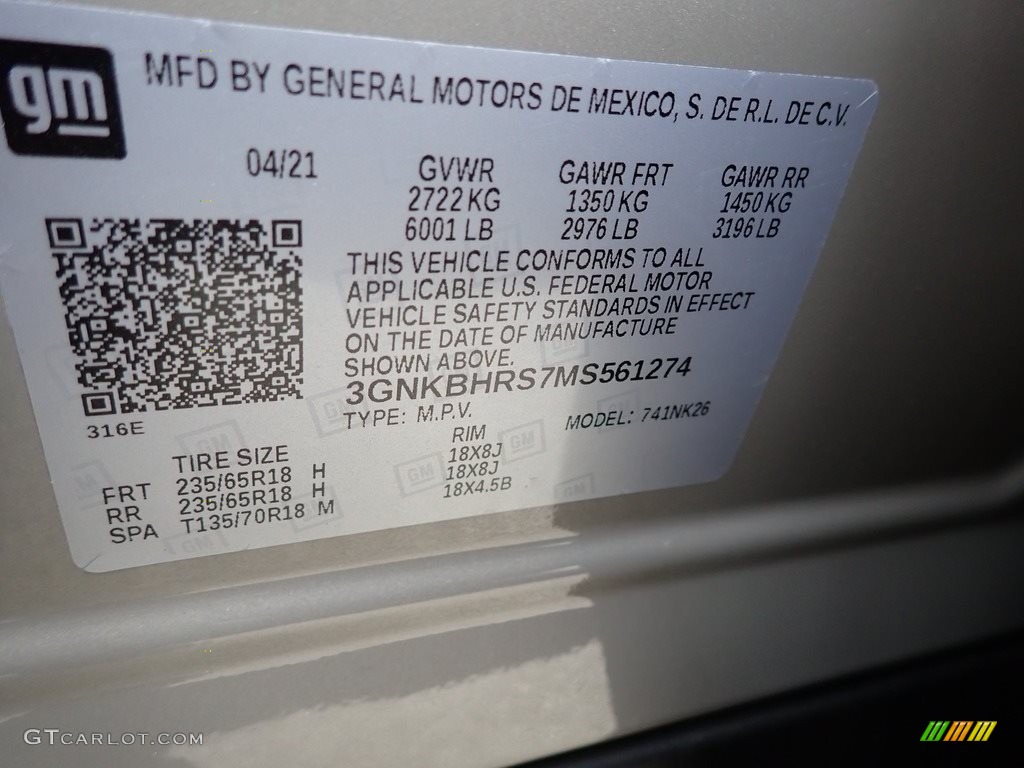 gm
MFD BY GENERAL MOTORS DE MEXICO, S. DE R.L. DE C.V.
04/21 GVWR GAWR FRT GAWR RR
2722 KG 1350 KG 1450 KG
6001 LB 2976 LB 3196 LB
THIS VEHICLE CONFORMS TO ALL
APPLICABLE U.S. FEDERAL MOTOR
VEHICLE SAFETY STANDARDS IN EFFECT
ON THE DATE OF MANUFACTURE
SHOWN ABOVE.
3GNKBHRS7MS561274
316E
TYPE: M.P.V. MODEL: 741NK26
TIRE SIZE RIM
FRT 235/65R18 H 18X8J
RR 235/65R18 H 18X8J
SPA T135/70R18 M 18X4.5B
GTCARLOT.COM